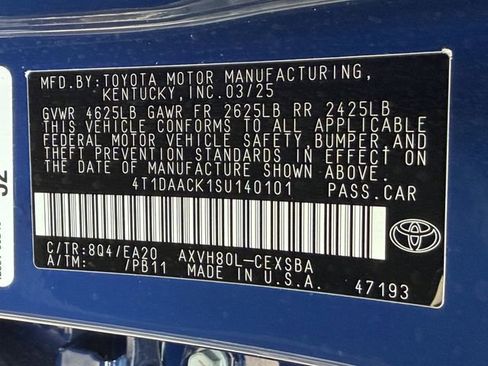 MFD.BY:TOYOTA MOTOR MANUFACTURING,
KENTUCKY,INC.03/25
GVWR 4625LB GAWR FR 2625LB RR 2425LB
THIS VEHICLE CONFORMS TO ALL APPLICABLE
FEDERAL MOTOR VEHICLE SAFETY,BUMPER,AND
THEFT PREVENTION STANDARDS IN EFFECT ON
THE DATE OF MANUFACTURE SHOWN ABOVE.
4T1DAACK1SU140101 PASS.CAR
C/TR:8Q4/EA20 AXVH80L-CEXSBA
A/TM: /PB11 MADE IN U.S.A. 47193